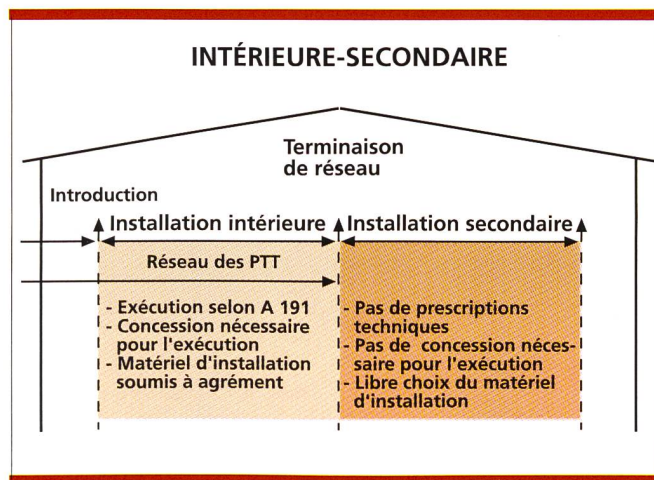 INTÉRIEURE-SECONDAIRE
Terminaison
de réseau
Introduction
Installation intérieure
Installation secondaire
Réseau des PTT
- Exécution selon A 191
- Concession nécessaire
pour l'exécution
- Matériel d'installation
soumis à agrément
- Pas de prescriptions
techniques
- Pas de concession néces-
saire pour l'exécution
- Libre choix du matériel
d'installation